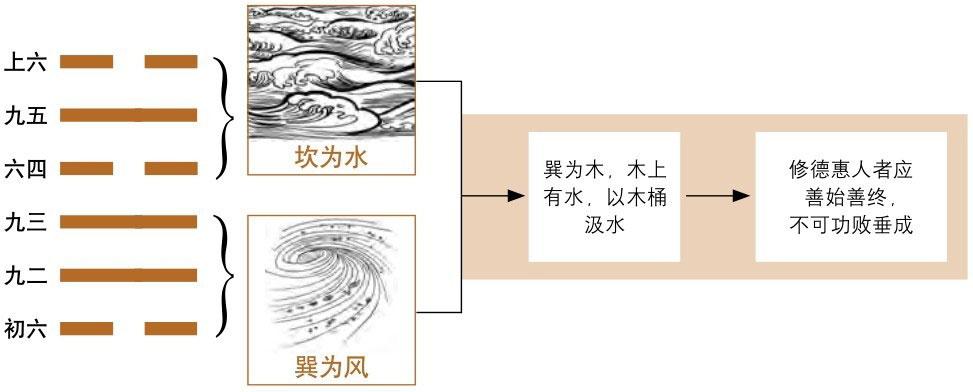 上六
九五
六四
九三
九二
初六
坎为水
巽为风
巽为木，木上
有水，以木桶
汲水
修德惠人者应
善始善终，
不可功败垂成